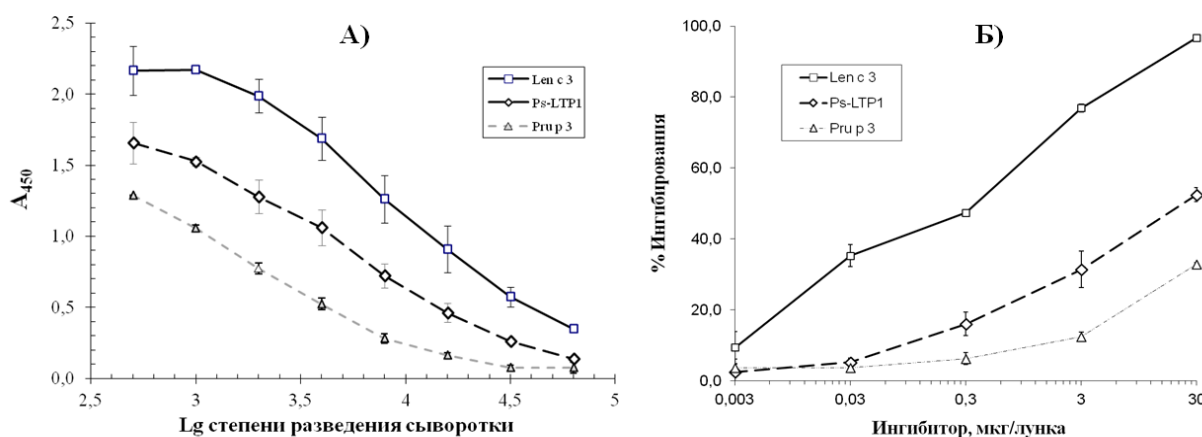 А)
2,5
2,0
1,5
1,0
0,5
0,0
2,5
3
3,5
4
4,5
5
A450
Lg степени разведения сыворотки
Len c 3
Ps-LTP1
Pru p 3
Б)
100,0
80,0
60,0
40,0
20,0
0,0
0,003
0,03
0,3
3
30
% Ингибирования
Ингибитор, мкг/лунка
Len c 3
Ps-LTP1
Pru p 3